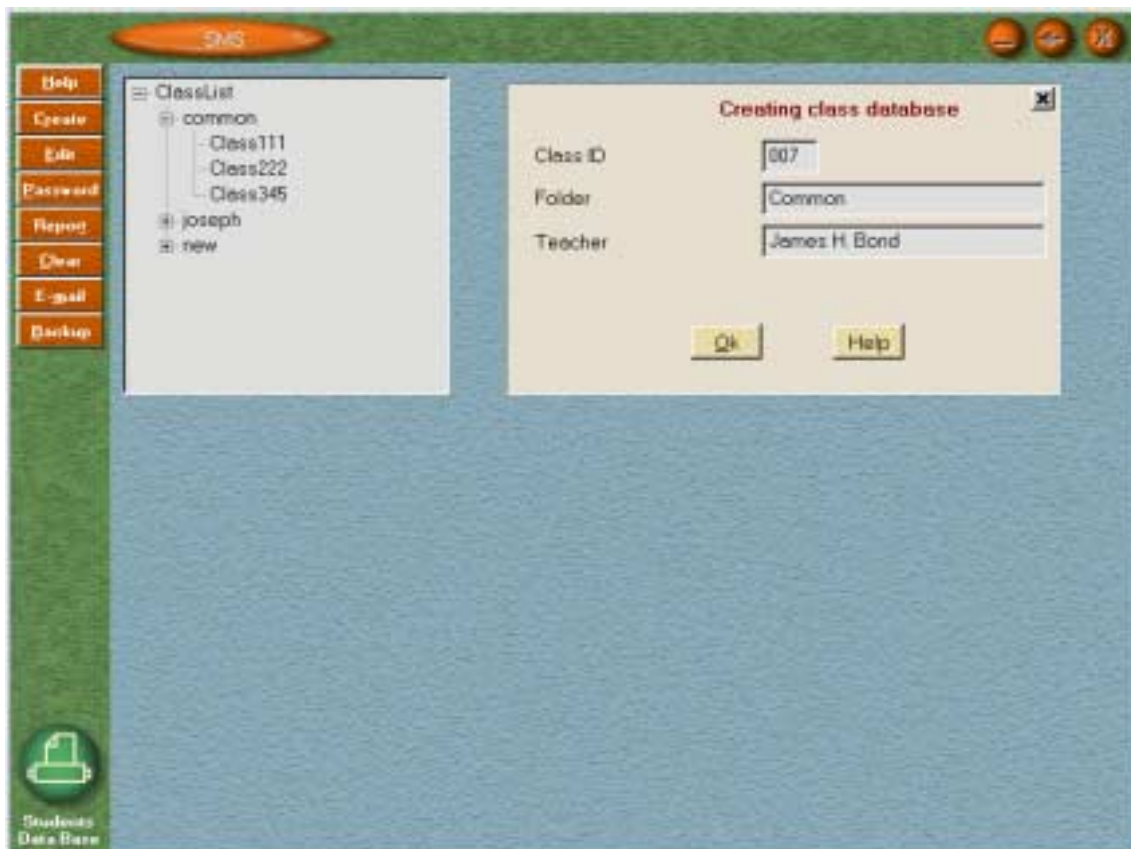 SMS
Help
Create
Edit
Password
Report
Clear
E-mail
Backup
ClassList
common
Class111
Class222
Class345
joseph
new
Creating class database
Class ID
007
Folder
Common
Teacher
James H. Bond
Ok
Help
Students
Data Base